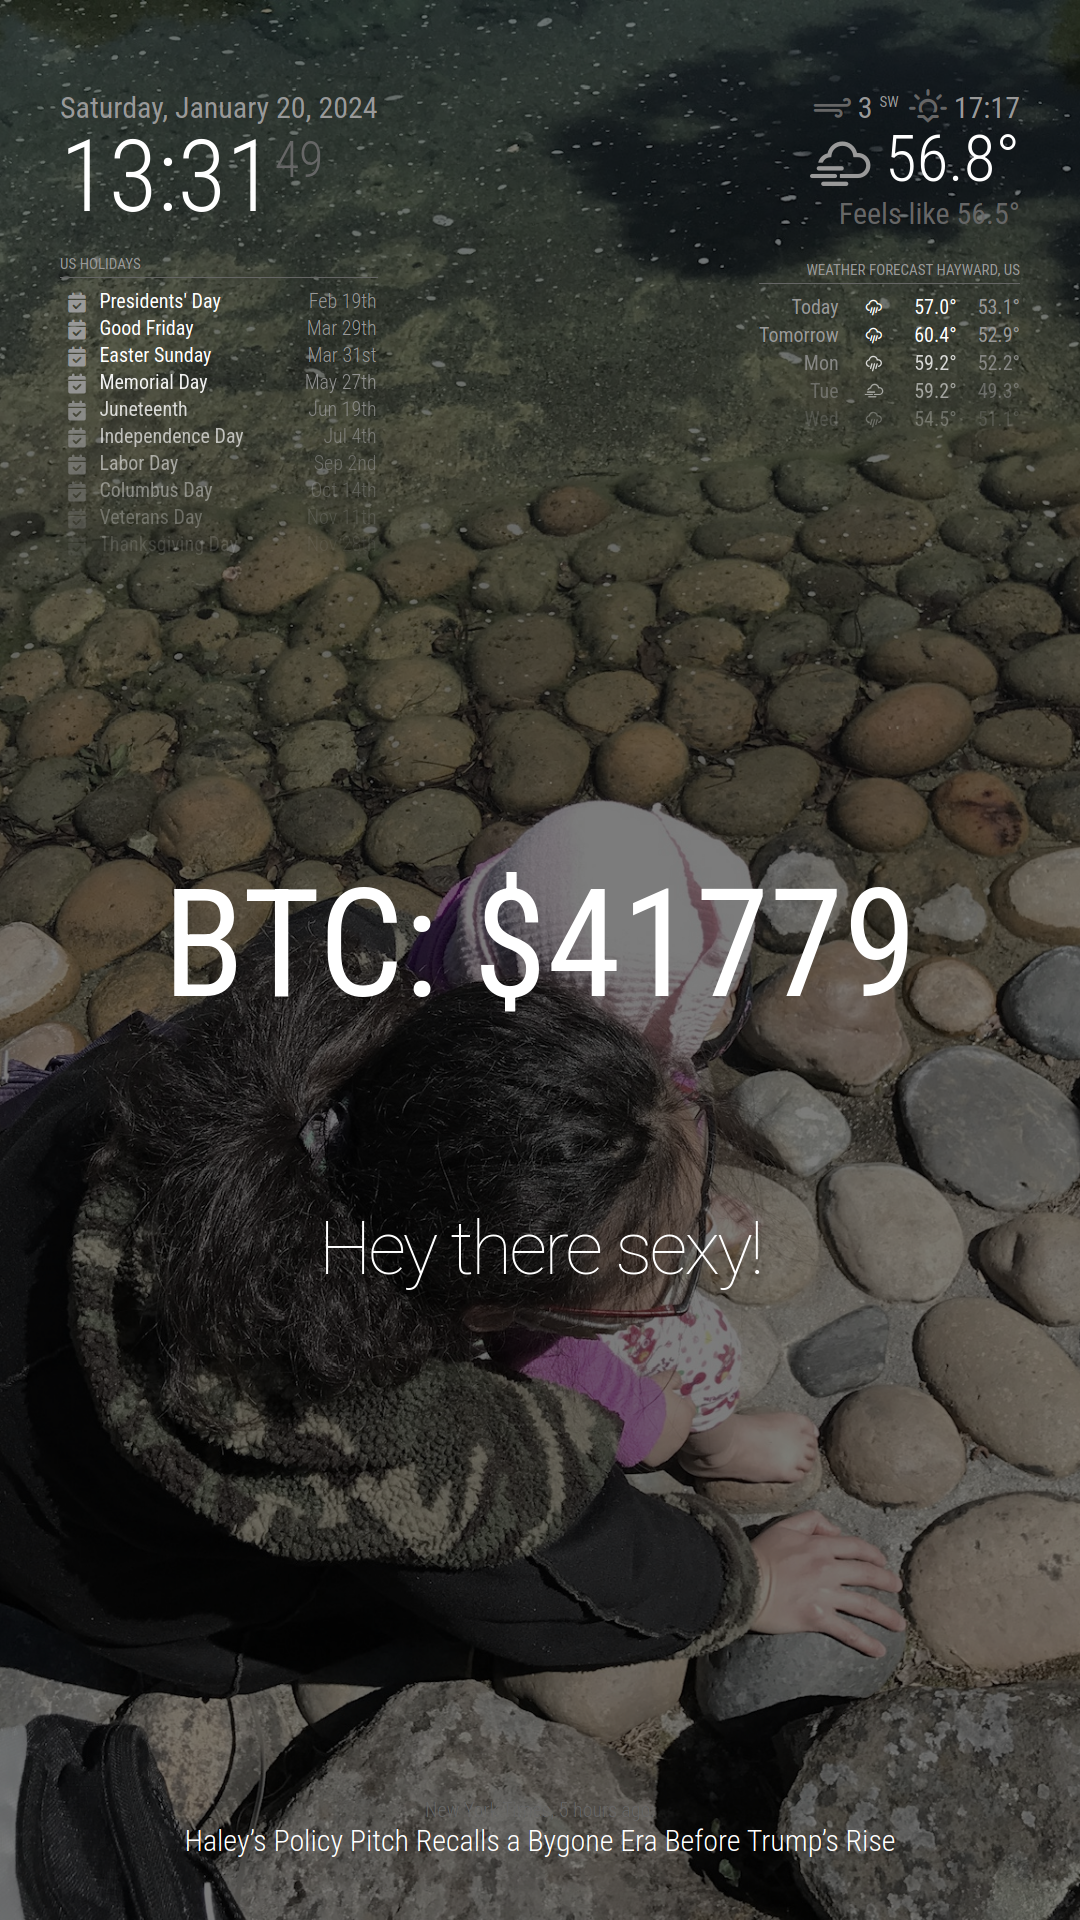 Saturday, January 20, 2024
13:31 49
3 SW 17:17
56.8°
Feels like 56.5°
US HOLIDAYS
Presidents' Day Feb 19th
Good Friday Mar 29th
Easter Sunday Mar 31st
Memorial Day May 27th
Juneteenth Jun 19th
Independence Day Jul 4th
Labor Day Sep 2nd
Columbus Day Oct 14th
Veterans Day Nov 11th
Thanksgiving Day
WEATHER FORECAST HAYWARD, US
Today 57.0° 53.1°
Tomorrow 60.4° 52.9°
Mon 59.2° 52.2°
Tue 59.2° 49.3°
Wed 54.5° 51.1°
BTC: $41779
Hey there sexy!
6 hours
Haley’s Policy Pitch Recalls a Bygone Era Before Trump’s Rise